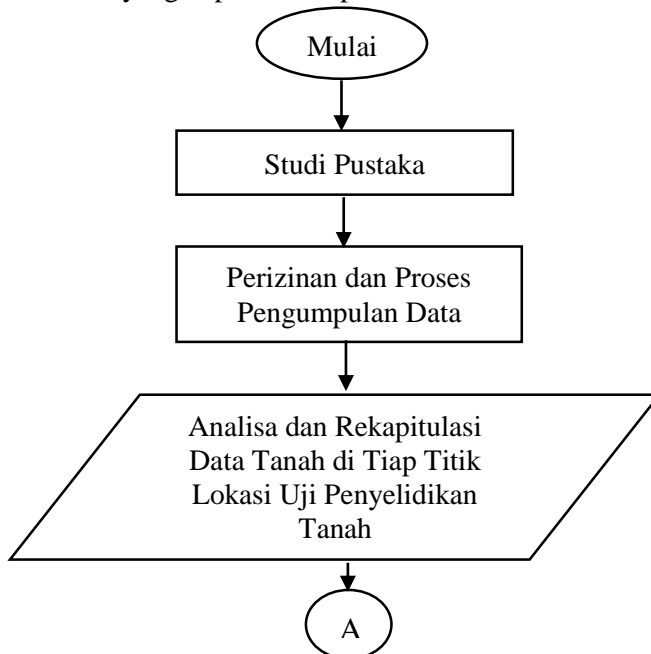 Mulai
Studi Pustaka
Perizinan dan Proses
Pengumpulan Data
Analisa dan Rekapitulasi
Data Tanah di Tiap Titik
Lokasi Uji Penyelidikan
Tanah
A